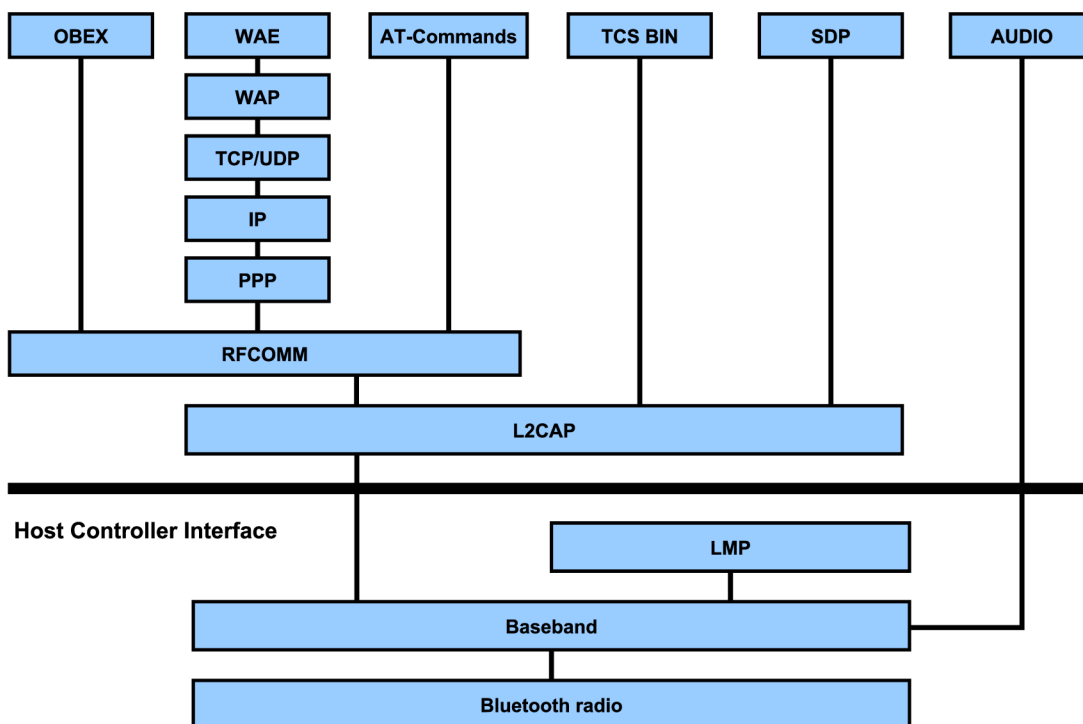 OBEX WAE AT-Commands TCS BIN SDP AUDIO
WAP
TCP/UDP
IP
PPP
RFCOMM
L2CAP
Host Controller Interface
LMP
Baseband
Bluetooth radio